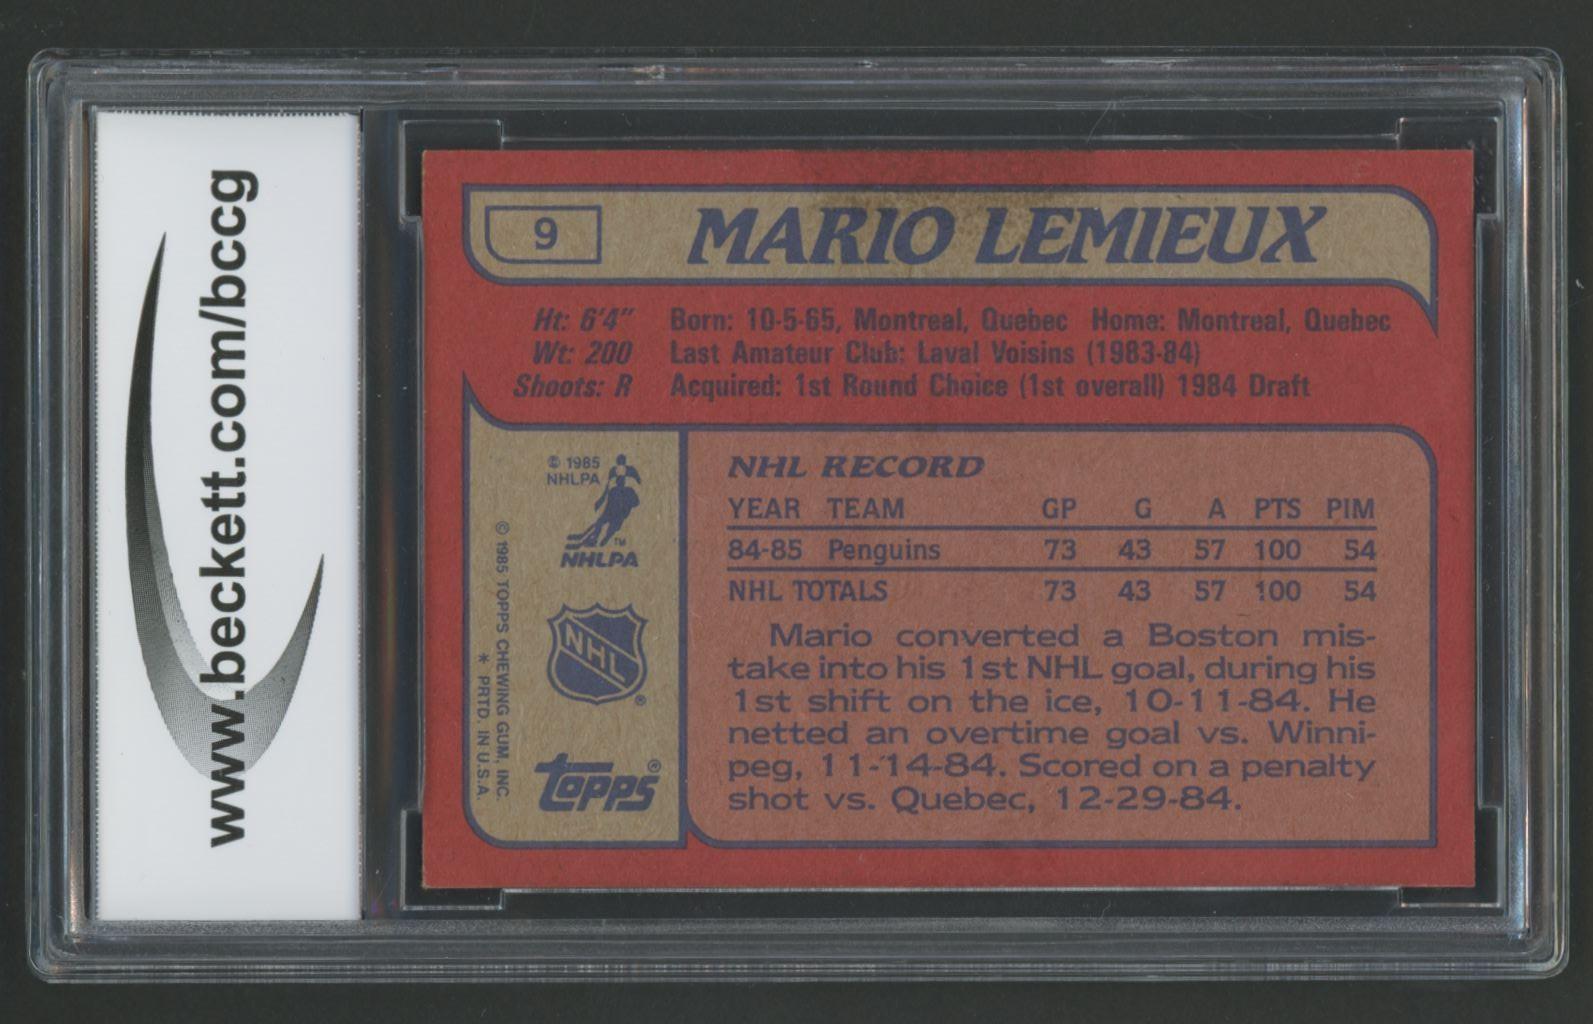 www.beckett.com/bccg
9
MARIO LEMIEUX
Ht: 6'4" Born: 10-5-65, Montreal, Quebec Home: Montreal, Quebec
Wt: 200 Last Amateur Club: Laval Voisins (1983-84)
Shoots: R Acquired: 1st Round Choice (1st overall) 1984 Draft
© 1985
NHLPA
TM
NHLPA
NHL ®
topps®
© 1985 TOPPS CHEWING GUM, INC.
* PRTD. IN U.S.A.
NHL RECORD
YEAR TEAM GP G A PTS PIM
84-85 Penguins 73 43 57 100 54
NHL TOTALS 73 43 57 100 54
Mario converted a Boston mis-
take into his 1st NHL goal, during his
1st shift on the ice, 10-11-84. He
netted an overtime goal vs. Winni-
peg, 11-14-84. Scored on a penalty
shot vs. Quebec, 12-29-84.